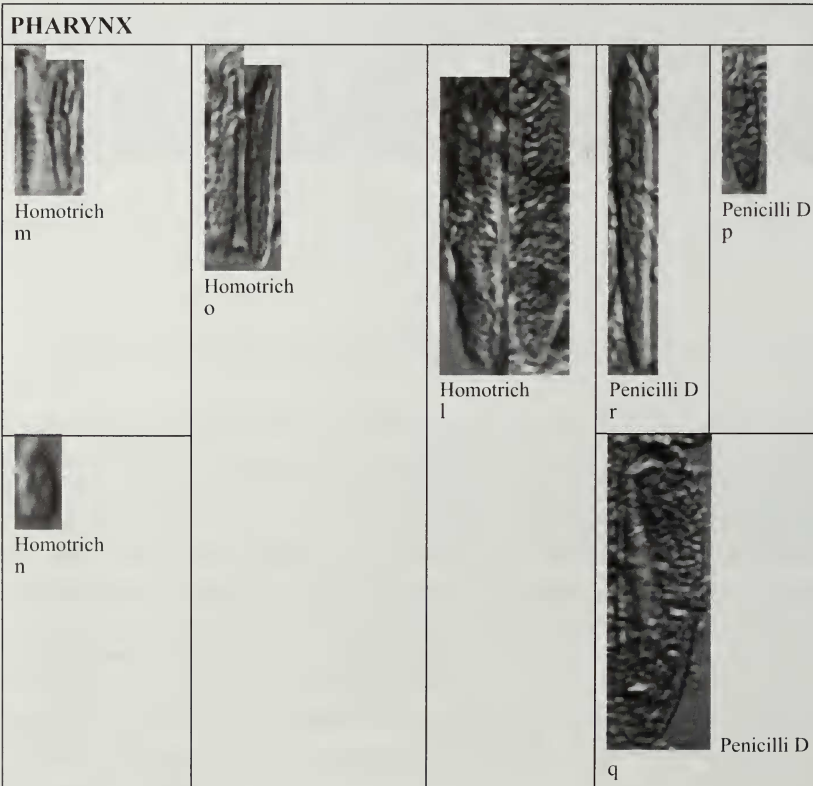 PHARYNX
Homotrich
m
Homotrich
o
Homotrich
l
Penicilli D
r
Penicilli D
p
Homotrich
n
Penicilli D
q